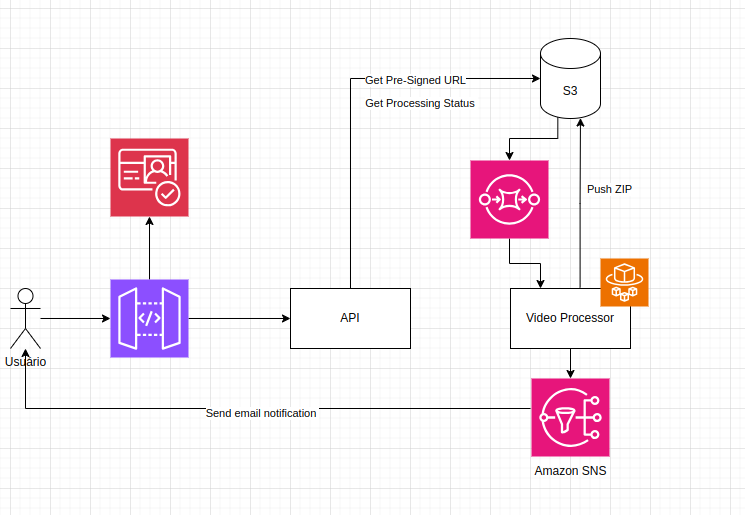 Get Pre-Signed URL
S3
Get Processing Status
Push ZIP
</>
API
Video Processor
Usuario
Send email notification
Amazon SNS